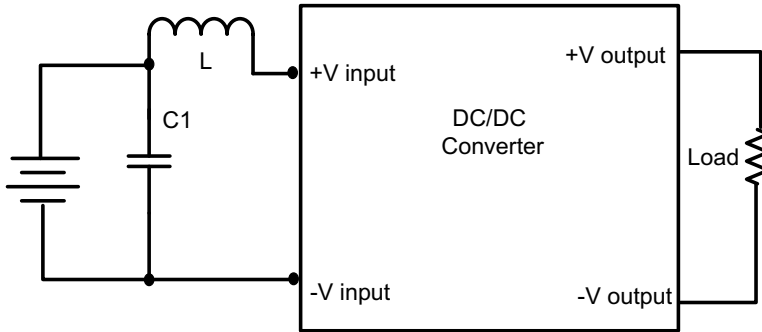 L
+V input
+V output
C1
DC/DC
Converter
Load
-V input
-V output